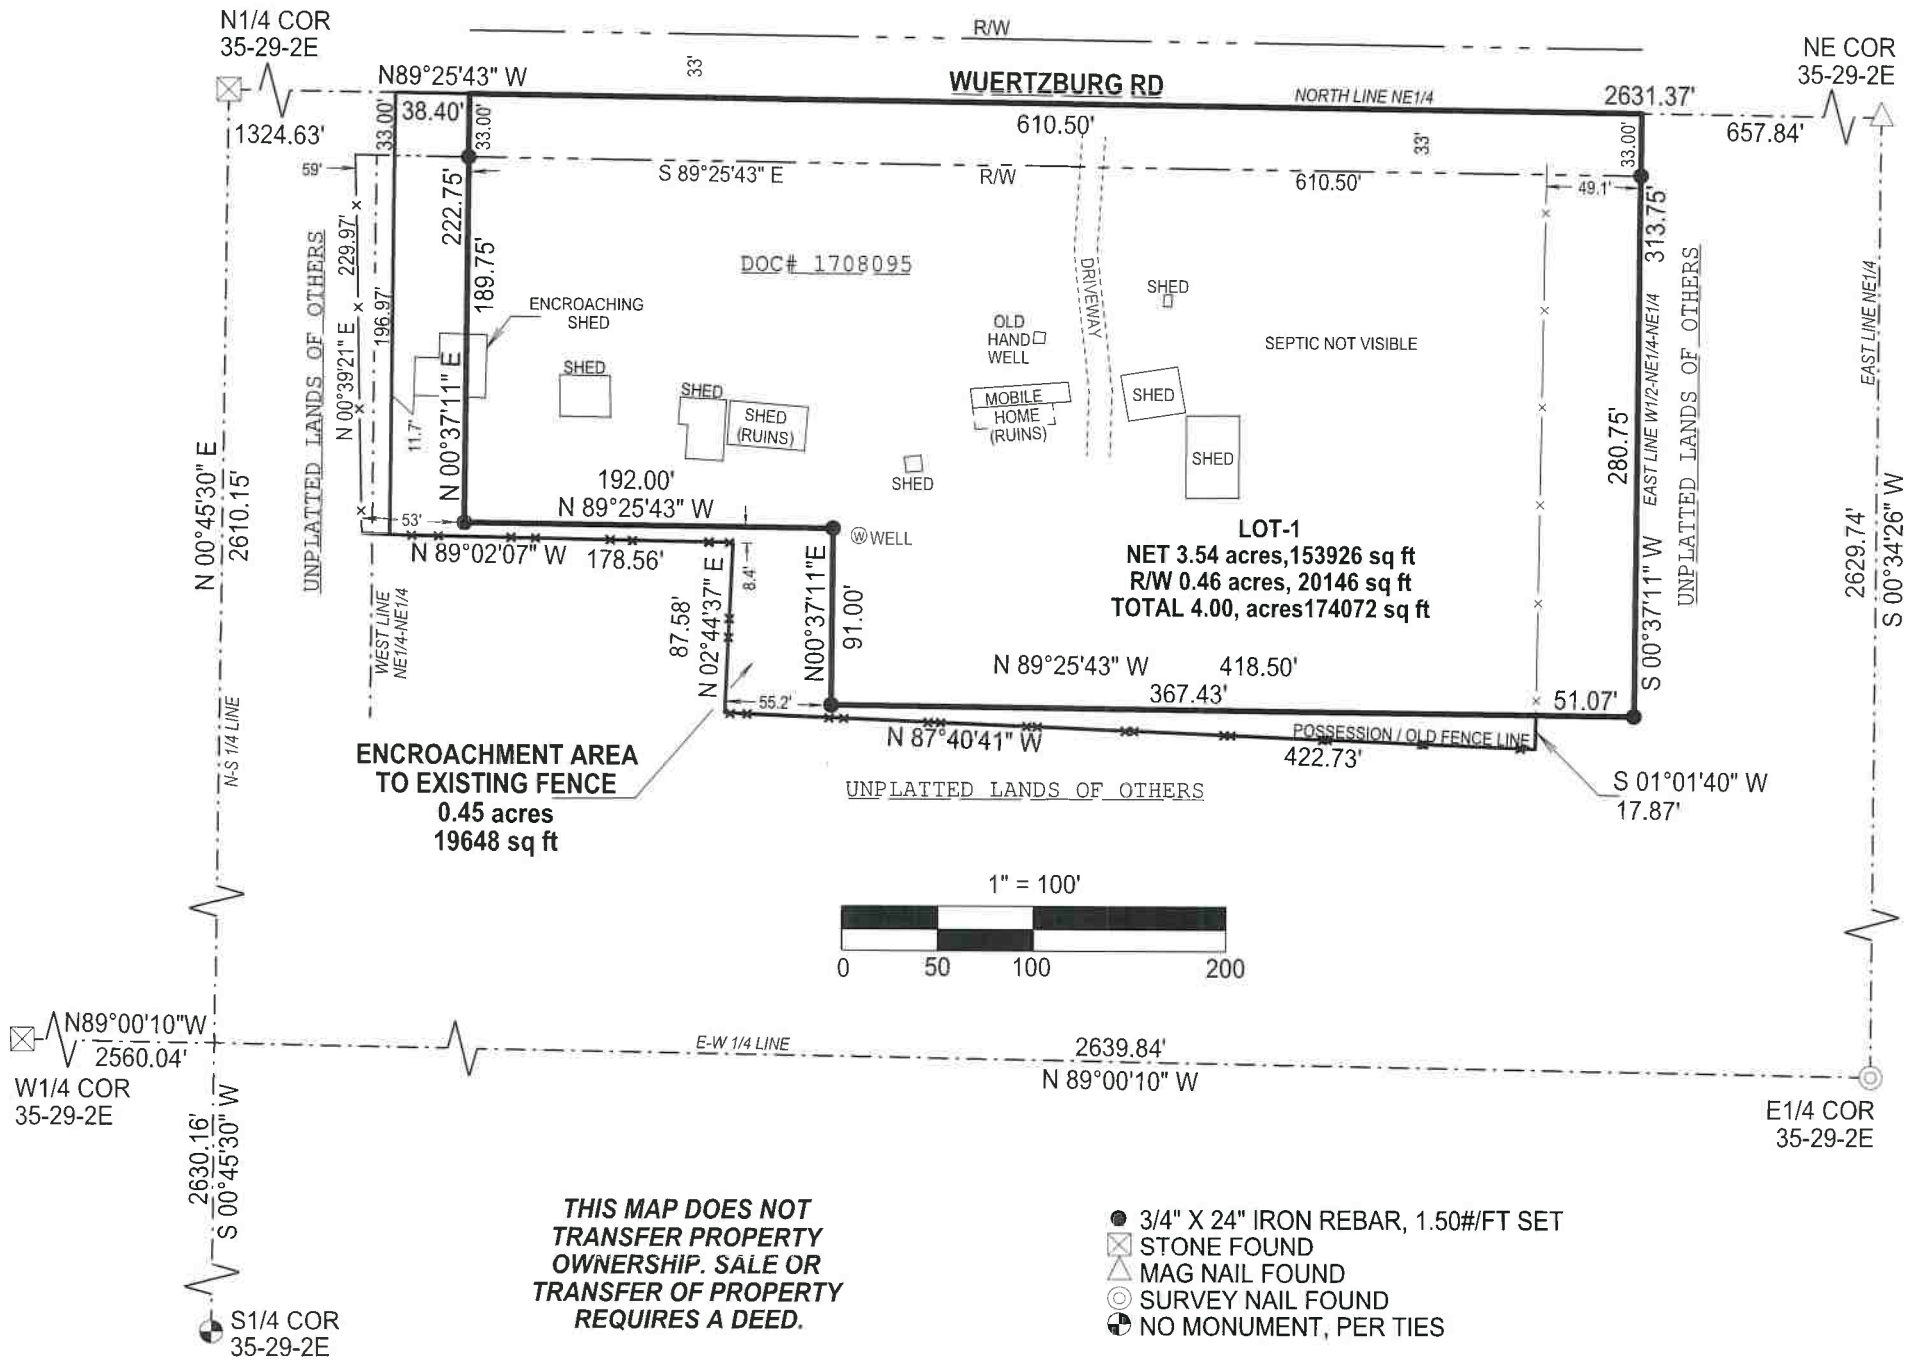 N1/4 COR
35-29-2E
R/W
NE COR
35-29-2E
N89°25'43" W
33'
WUERTZBURG RD
NORTH LINE NE1/4
2631.37'
38.40'
33.00'
33.00'
1324.63'
610.50'
33'
33.00'
657.84'
59'
S 89°25'43" E
R/W
610.50'
49.1'
222.75'
189.75'
229.97'
196.97'
N 00°39'21" E
UNPLATTED LANDS OF OTHERS
DOC# 1708095
DRIVEWAY
SHED
313.75'
EAST LINE W1/2-NE1/4-NE1/4
UNPLATTED LANDS OF OTHERS
EAST LINE NE1/4
ENCROACHING
SHED
OLD
HAND
WELL
SEPTIC NOT VISIBLE
SHED
SHED
SHED
(RUINS)
MOBILE
HOME
(RUINS)
SHED
SHED
SHED
11.7'
N 00°37'11" E
280.75'
192.00'
N 89°25'43" W
53'
N 89°02'07" W
178.56'
WELL
W
LOT-1
NET 3.54 acres,153926 sq ft
R/W 0.46 acres, 20146 sq ft
TOTAL 4.00, acres174072 sq ft
N 00°45'30" E
2610.15'
2629.74'
S 00°34'26" W
S 00°37'11" W
WEST LINE
NE1/4-NE1/4
87.58'
N 02°44'37" E
8.4'
N00°37'11"E
91.00'
N 89°25'43" W
418.50'
367.43'
51.07'
55.2'
N-S 1/4 LINE
N 87°40'41" W
POSSESSION / OLD FENCE LINE
422.73'
ENCROACHMENT AREA
TO EXISTING FENCE
0.45 acres
19648 sq ft
UNPLATTED LANDS OF OTHERS
S 01°01'40" W
17.87'
1" = 100'
0
50
100
200
N89°00'10"W
2560.04'
W1/4 COR
35-29-2E
E-W 1/4 LINE
2639.84'
N 89°00'10" W
E1/4 COR
35-29-2E
2630.16'
S 00°45'30" W
S1/4 COR
35-29-2E
THIS MAP DOES NOT
TRANSFER PROPERTY
OWNERSHIP. SALE OR
TRANSFER OF PROPERTY
REQUIRES A DEED.
3/4" X 24" IRON REBAR, 1.50#/FT SET
STONE FOUND
MAG NAIL FOUND
SURVEY NAIL FOUND
NO MONUMENT, PER TIES